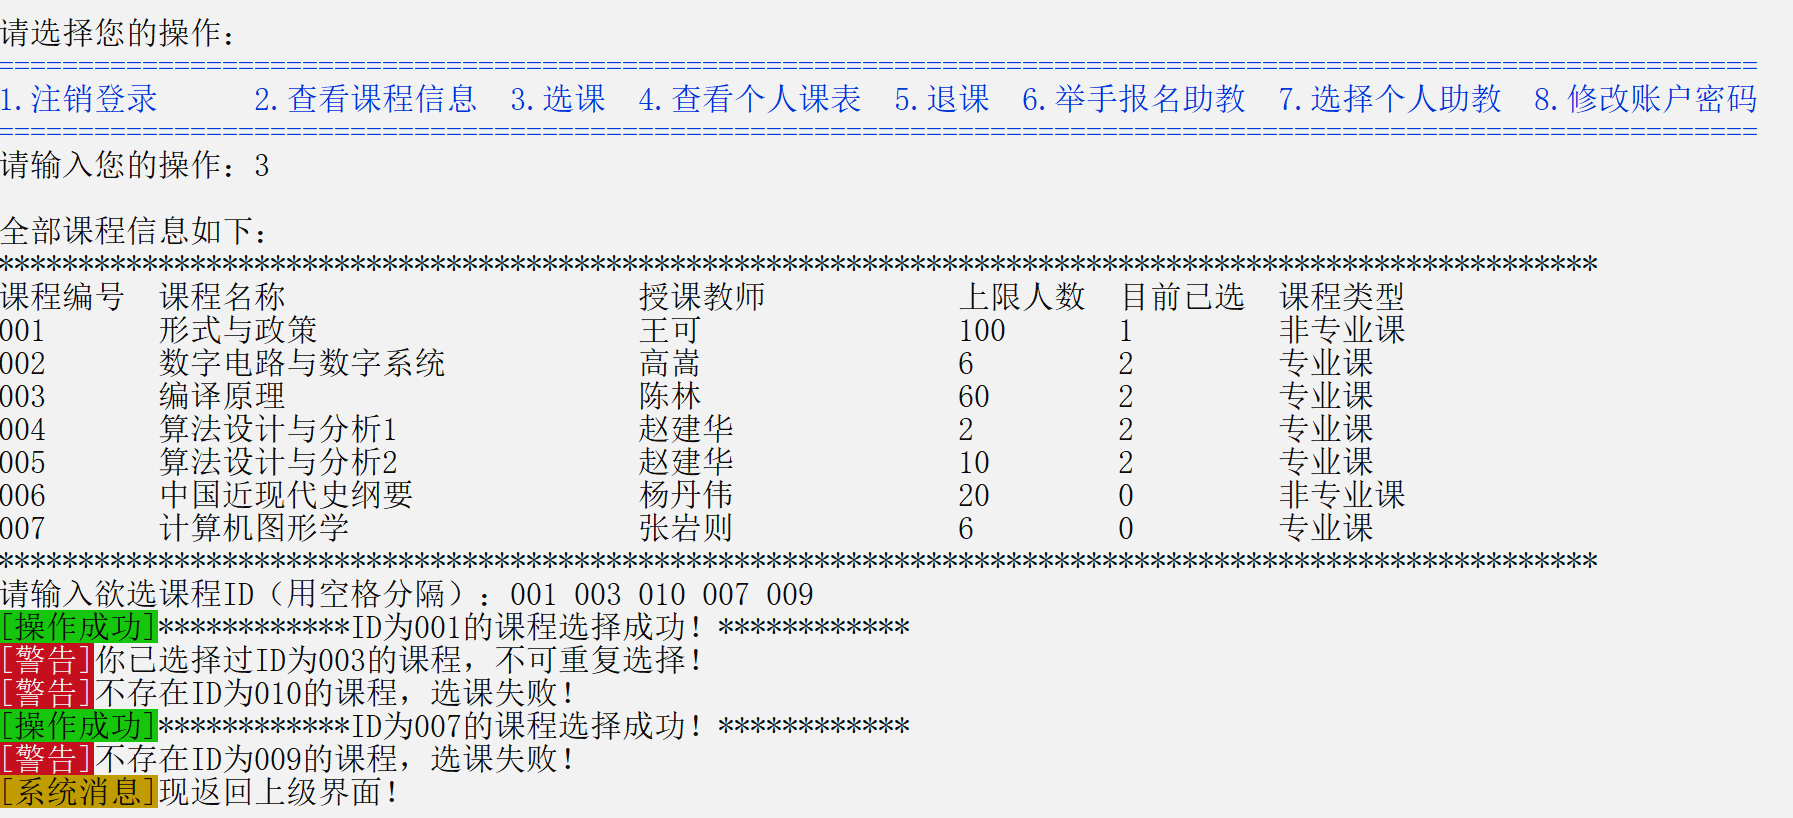 请选择您的操作：
==============================================================================================================
1.注销登录      2.查看课程信息  3.选课  4.查看个人课表  5.退课  6.举手报名助教  7.选择个人助教  8.修改账户密码
==============================================================================================================
请输入您的操作：3
全部课程信息如下：
****************************************************************************************************
课程编号  课程名称                      授课教师            上限人数  目前已选  课程类型
001       形式与政策                    王可                100       1         非专业课
002       数字电路与数字系统            高嵩                6         2         专业课
003       编译原理                      陈林                60        2         专业课
004       算法设计与分析1               赵建华              2         2         专业课
005       算法设计与分析2               赵建华              10        2         专业课
006       中国近现代史纲要              杨丹伟              20        0         非专业课
007       计算机图形学                  张岩则              6         0         专业课
****************************************************************************************************
请输入欲选课程ID（用空格分隔）：001 003 010 007 009
[操作成功]************ID为001的课程选择成功！************
[警告]你已选择过ID为003的课程，不可重复选择！
[警告]不存在ID为010的课程，选课失败！
[操作成功]************ID为007的课程选择成功！************
[警告]不存在ID为009的课程，选课失败！
[系统消息]现返回上级界面！